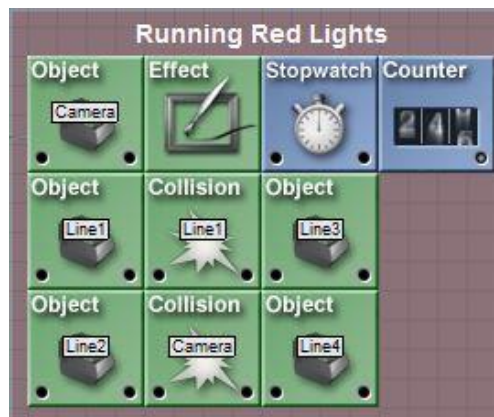 Running Red Lights
Object Effect Stopwatch Counter
Camera
Object Collision Object
Line1 Line1 Line3
Object Collision Object
Line2 Camera Line4